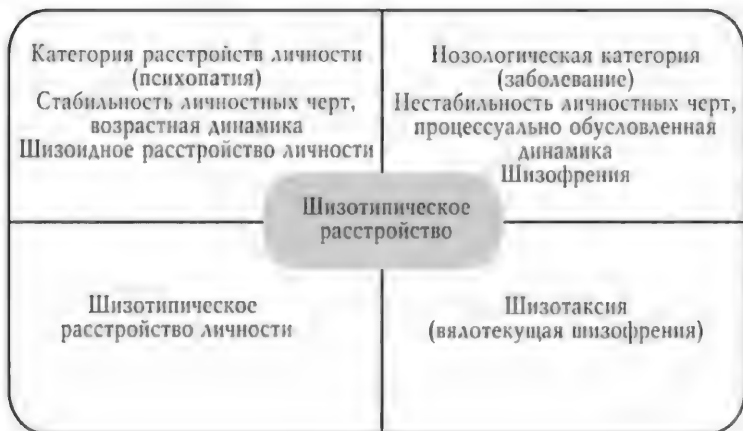 Категория расстройств личности
(психопатия)
Стабильность личностных черт,
возрастная динамика
Шизоидное расстройство личности
Нозологическая категория
(заболевание)
Нестабильность личностных черт,
процессуально обусловленная
динамика
Шизофрения
Шизотипическое
расстройство
Шизотипическое
расстройство личности
Шизотаксия
(вялотекущая шизофрения)